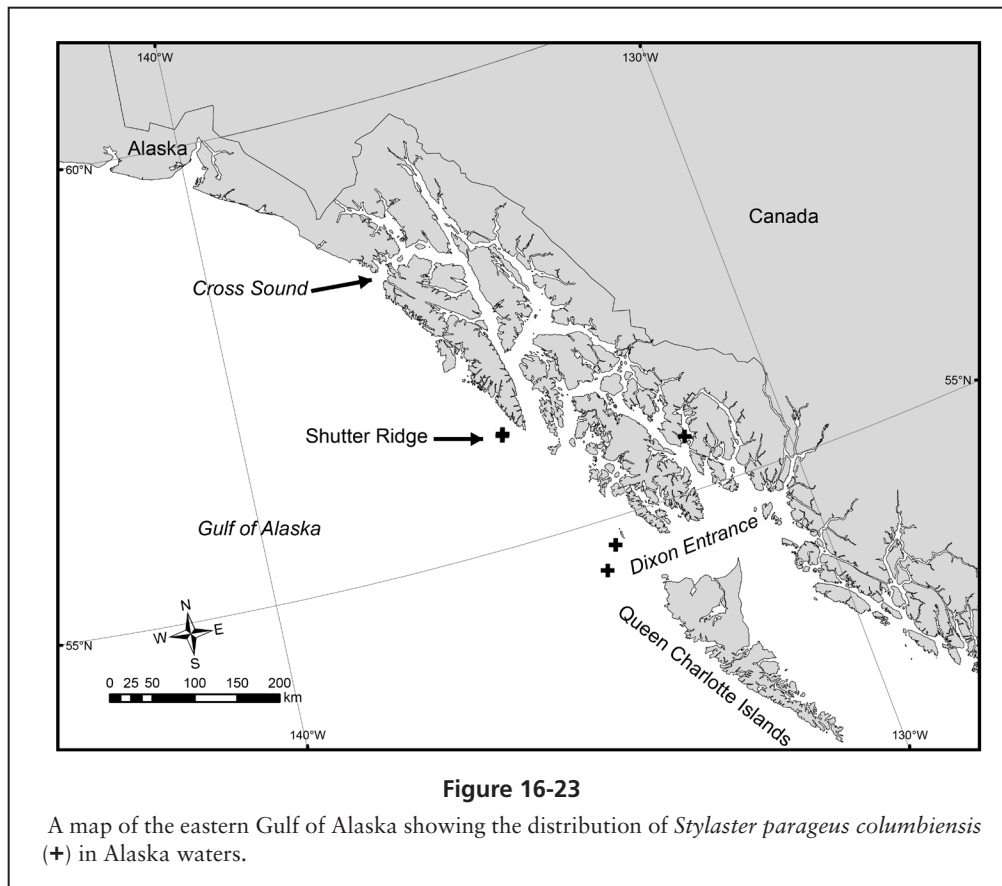 140°W
130°W
Alaska
60°N
Canada
Cross Sound
55°N
Shutter Ridge
Gulf of Alaska
Dixon Entrance
N
W E
S
55°N
Queen Charlotte Islands
0 25 50 100 150 200
km
140°W
130°W
Figure 16-23
A map of the eastern Gulf of Alaska showing the distribution of Stylaster parageus columbiensis
(+) in Alaska waters.